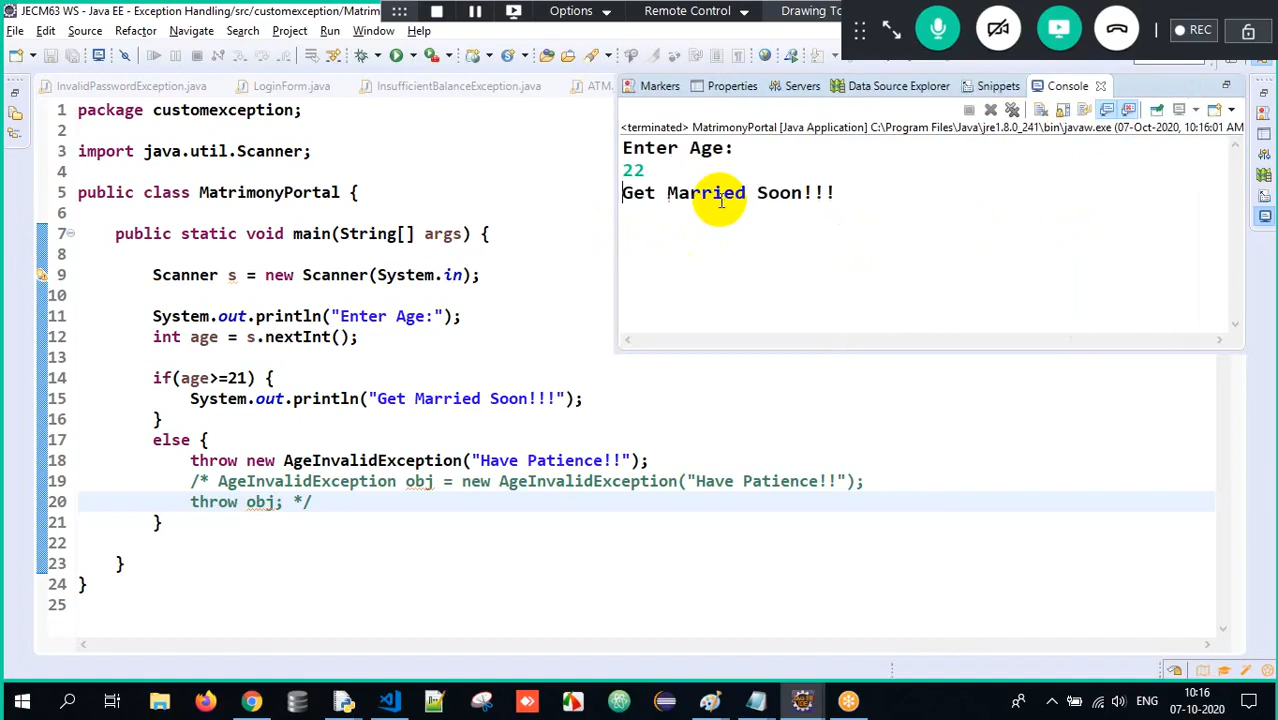 JECM63 WS - Java EE - Exception Handling/src/customexception/Matrim
Options
Remote Control
Drawing To
REC
File Edit Source Refactor Navigate Search Project Run Window Help
InvalidPasswordException.java
LoginForm.java
InsufficientBalanceException.java
ATM.
Markers
Properties
Servers
Data Source Explorer
Snippets
Console
<terminated> MatrimonyPortal [Java Application] C:\Program Files\Java\jre1.8.0_241\bin\javaw.exe (07-Oct-2020, 10:16:01 AM)
Enter Age:
22
Get Married Soon!!!
1 package customexception;
2
3 import java.util.Scanner;
4
5 public class MatrimonyPortal {
6
7 public static void main(String[] args) {
8
9 Scanner s = new Scanner(System.in);
10
11 System.out.println("Enter Age:");
12 int age = s.nextInt();
13
14 if(age>=21) {
15 System.out.println("Get Married Soon!!!");
16 }
17 else {
18 throw new AgeInvalidException("Have Patience!!");
19 /* AgeInvalidException obj = new AgeInvalidException("Have Patience!!");
20 throw obj; */
21 }
22
23 }
24 }
25
ENG
10:16
07-10-2020